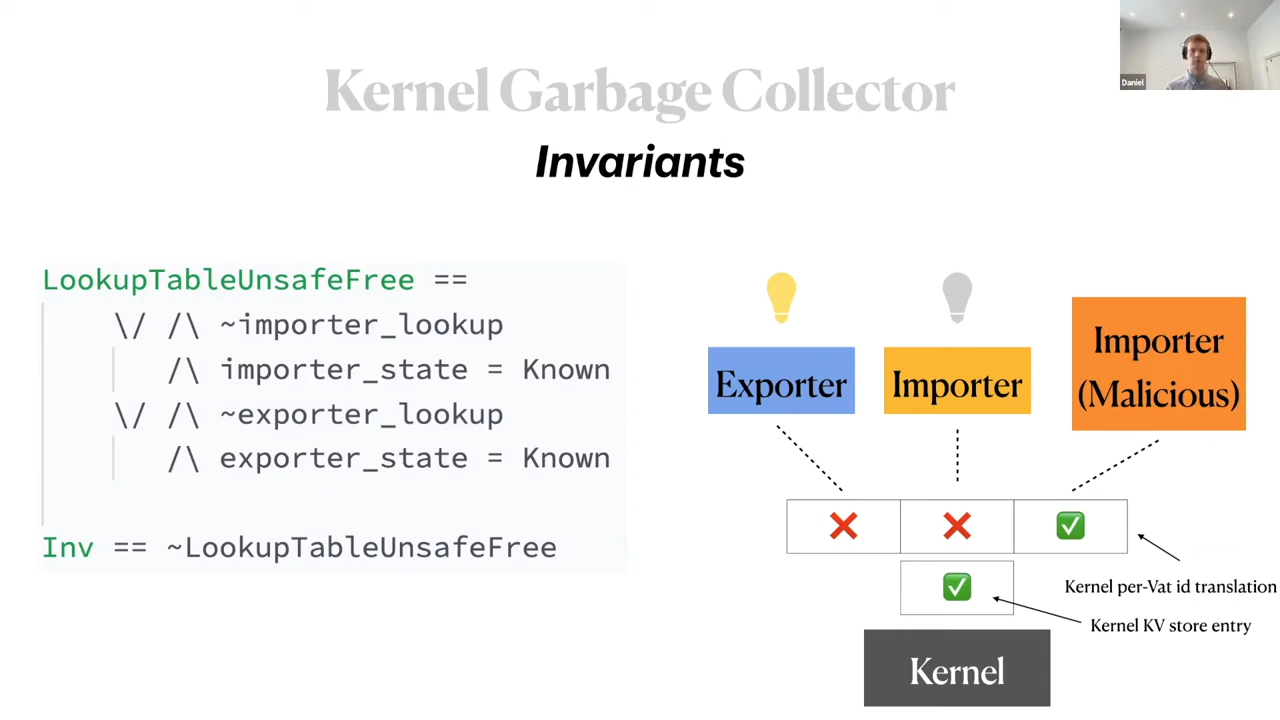 Daniel
Kernel Garbage Collector
Invariants
LookupTableUnsafeFree ==
\/ /\ ~importer_lookup
/\ importer_state = Known
\/ /\ ~exporter_lookup
/\ exporter_state = Known
Inv == ~LookupTableUnsafeFree
Exporter
Importer
Importer
(Malicious)
Kernel per-Vat id translation
Kernel KV store entry
Kernel